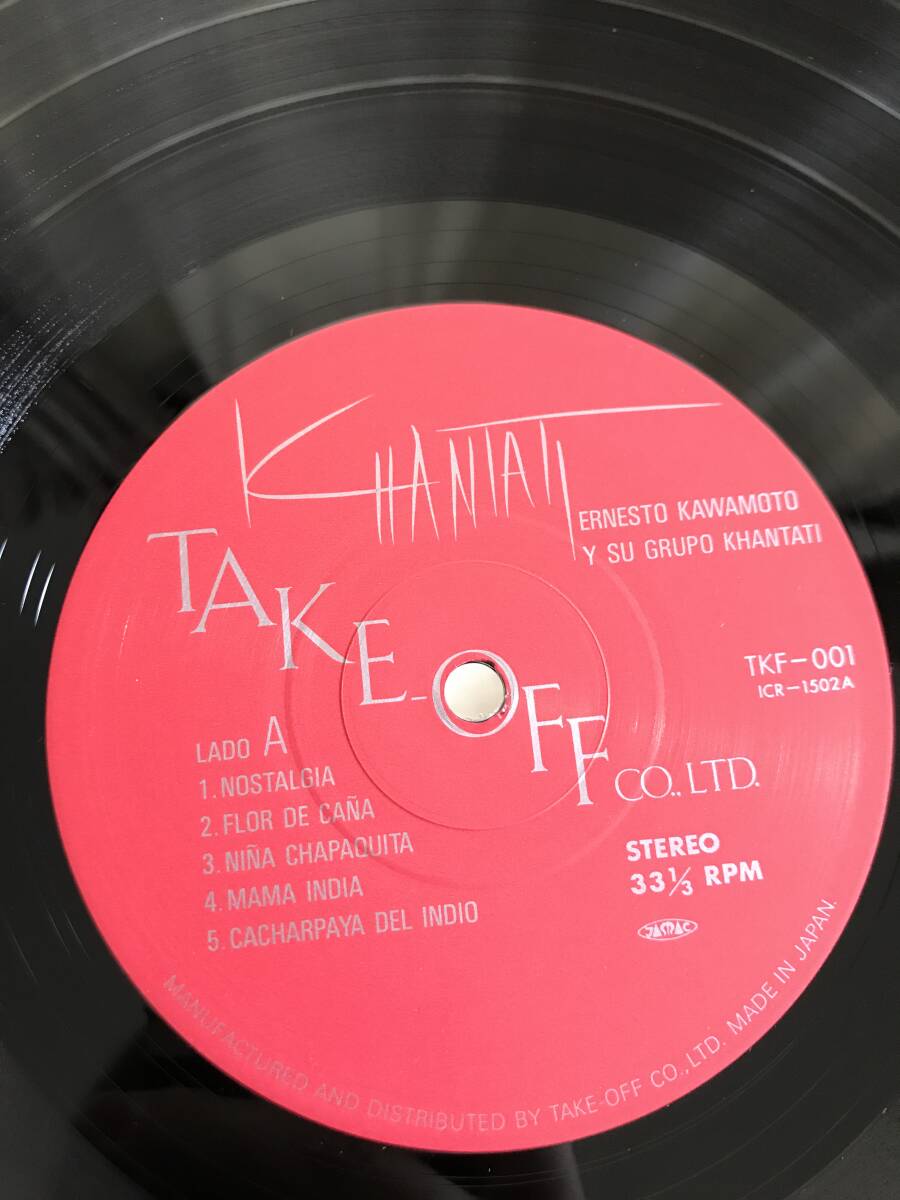 KHANTATI
ERNESTO KAWAMOTO
Y SU GRUPO KHANTATI
TAKE-OFF CO., LTD.
TKF-001
ICR-1502A
LADO A
1. NOSTALGIA
2. FLOR DE CAÑA
3. NIÑA CHAPAQUITA
4. MAMA INDIA
5. CACHARPAYA DEL INDIO
STEREO
33 1/3 RPM
JASRAC
MANUFACTURED AND DISTRIBUTED BY TAKE-OFF CO., LTD. MADE IN JAPAN.